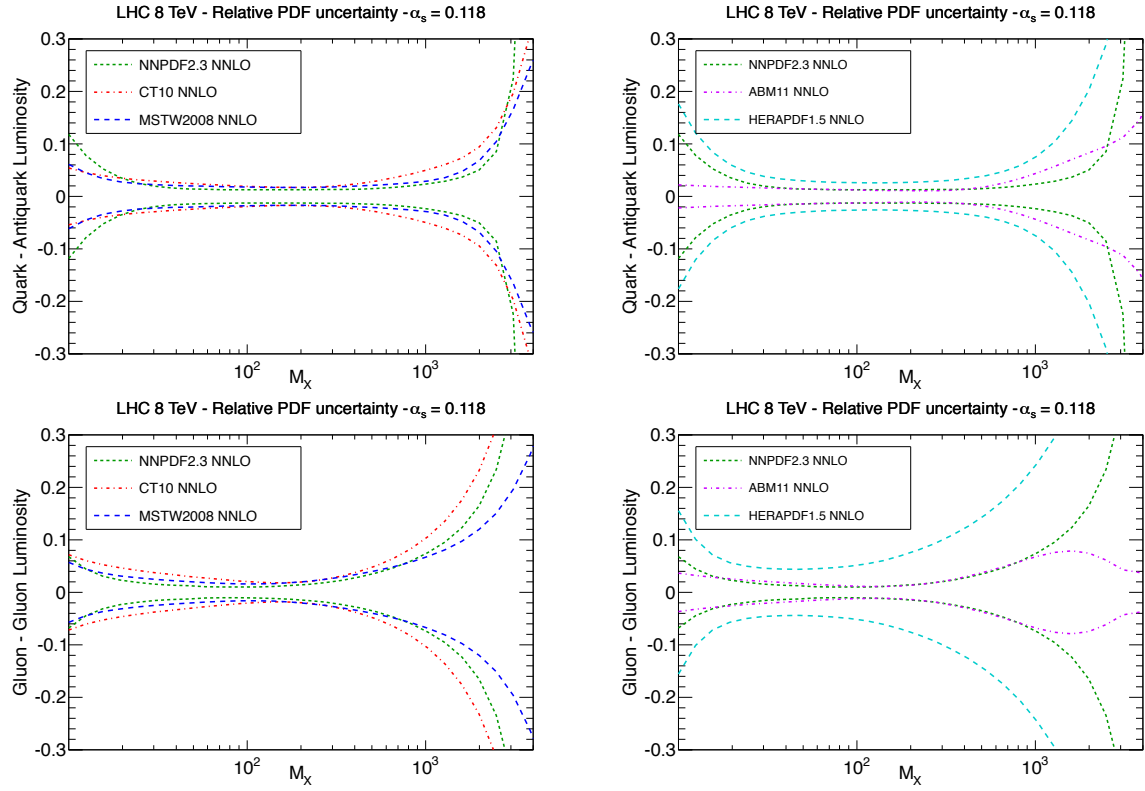 LHC 8 TeV - Relative PDF uncertainty - αs = 0.118
Quark - Antiquark Luminosity
0.3
0.2
0.1
0
-0.1
-0.2
-0.3
NNPDF2.3 NNLO
CT10 NNLO
MSTW2008 NNLO
10²
10³
MX
LHC 8 TeV - Relative PDF uncertainty - αs = 0.118
Quark - Antiquark Luminosity
0.3
0.2
0.1
0
-0.1
-0.2
-0.3
NNPDF2.3 NNLO
ABM11 NNLO
HERAPDF1.5 NNLO
10²
10³
MX
LHC 8 TeV - Relative PDF uncertainty - αs = 0.118
Gluon - Gluon Luminosity
0.3
0.2
0.1
0
-0.1
-0.2
-0.3
NNPDF2.3 NNLO
CT10 NNLO
MSTW2008 NNLO
10²
10³
MX
LHC 8 TeV - Relative PDF uncertainty - αs = 0.118
Gluon - Gluon Luminosity
0.3
0.2
0.1
0
-0.1
-0.2
-0.3
NNPDF2.3 NNLO
ABM11 NNLO
HERAPDF1.5 NNLO
10²
10³
MX